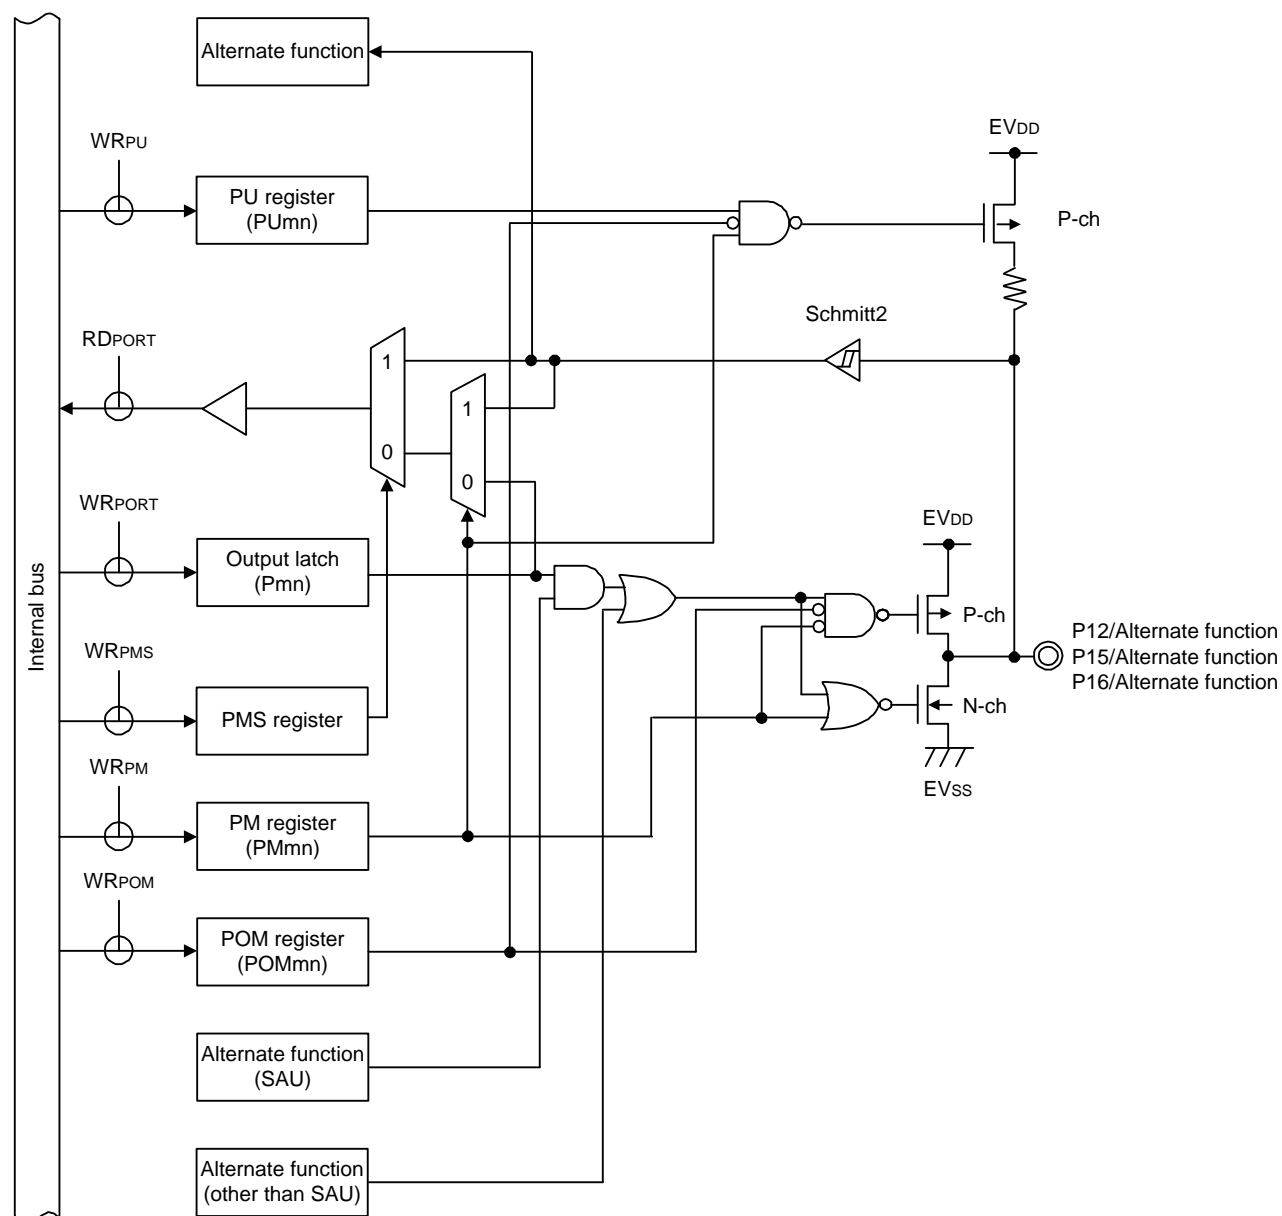 Alternate function
EVDD
WRPU
PU register
(PUmn)
P-ch
Schmitt2
RDPORT
1
1
0
0
WRPORT
EVDD
Output latch
(Pmn)
P-ch
Internal bus
P12/Alternate function
P15/Alternate function
P16/Alternate function
WRPMS
PMS register
N-ch
WRPM
EVSS
PM register
(PMmn)
WRPOM
POM register
(POMmn)
Alternate function
(SAU)
Alternate function
(other than SAU)